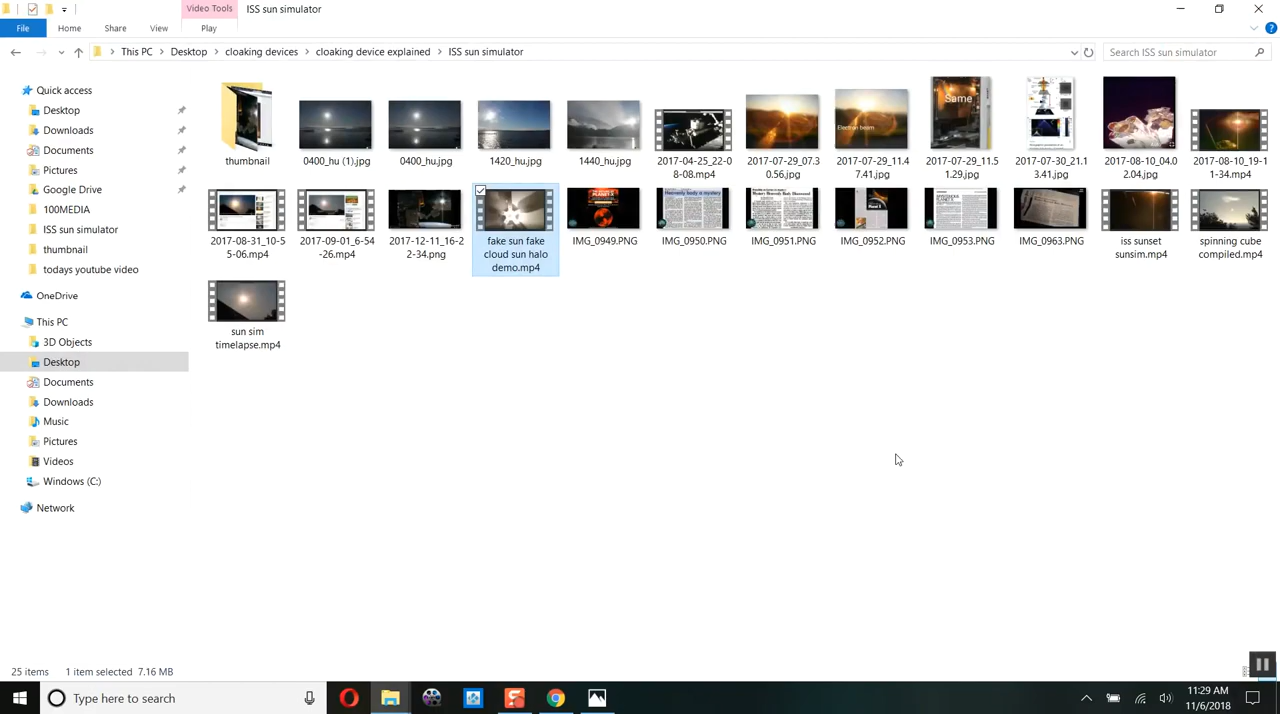 Video Tools
ISS sun simulator
File
Home
Share
View
Play
This PC
Desktop
cloaking devices
cloaking device explained
ISS sun simulator
Search ISS sun simulator
Quick access
Desktop
Downloads
Documents
Pictures
Google Drive
100MEDIA
ISS sun simulator
thumbnail
todays youtube video
OneDrive
This PC
3D Objects
Desktop
Documents
Downloads
Music
Pictures
Videos
Windows (C:)
Network
thumbnail
0400_hu (1).jpg
0400_hu.jpg
1420_hu.jpg
1440_hu.jpg
2017-04-25_22-0
8-08.mp4
2017-07-29_07.3
0.56.jpg
Electron beam
2017-07-29_11.4
7.41.jpg
Same
2017-07-29_11.5
1.29.jpg
2017-07-30_21.1
3.41.jpg
2017-08-10_04.0
2.04.jpg
2017-08-10_19-1
1-34.mp4
2017-08-31_10-5
5-06.mp4
2017-09-01_6-54
-26.mp4
2017-12-11_16-2
2-34.png
fake sun fake
cloud sun halo
demo.mp4
IMG_0949.PNG
IMG_0950.PNG
IMG_0951.PNG
IMG_0952.PNG
IMG_0953.PNG
IMG_0963.PNG
iss sunset
sunsim.mp4
spinning cube
compiled.mp4
sun sim
timelapse.mp4
25 items
1 item selected 7.16 MB
Type here to search
11:29 AM
11/6/2018